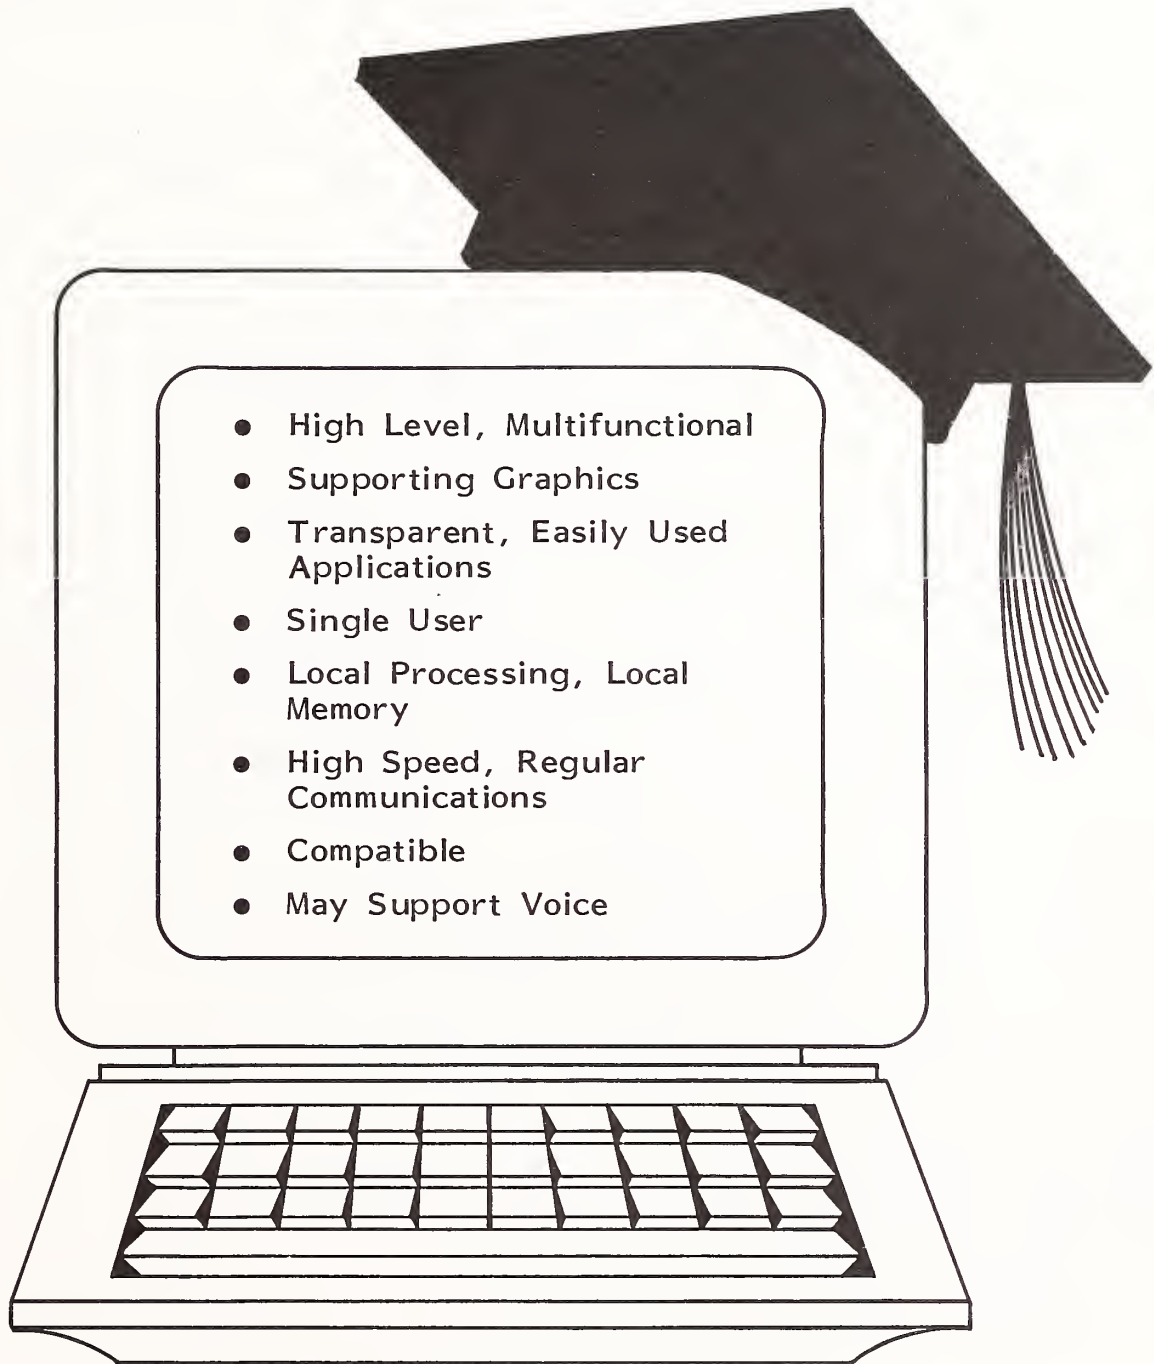 ● High Level, Multifunctional
● Supporting Graphics
● Transparent, Easily Used
Applications
● Single User
● Local Processing, Local
Memory
● High Speed, Regular
Communications
● Compatible
● May Support Voice